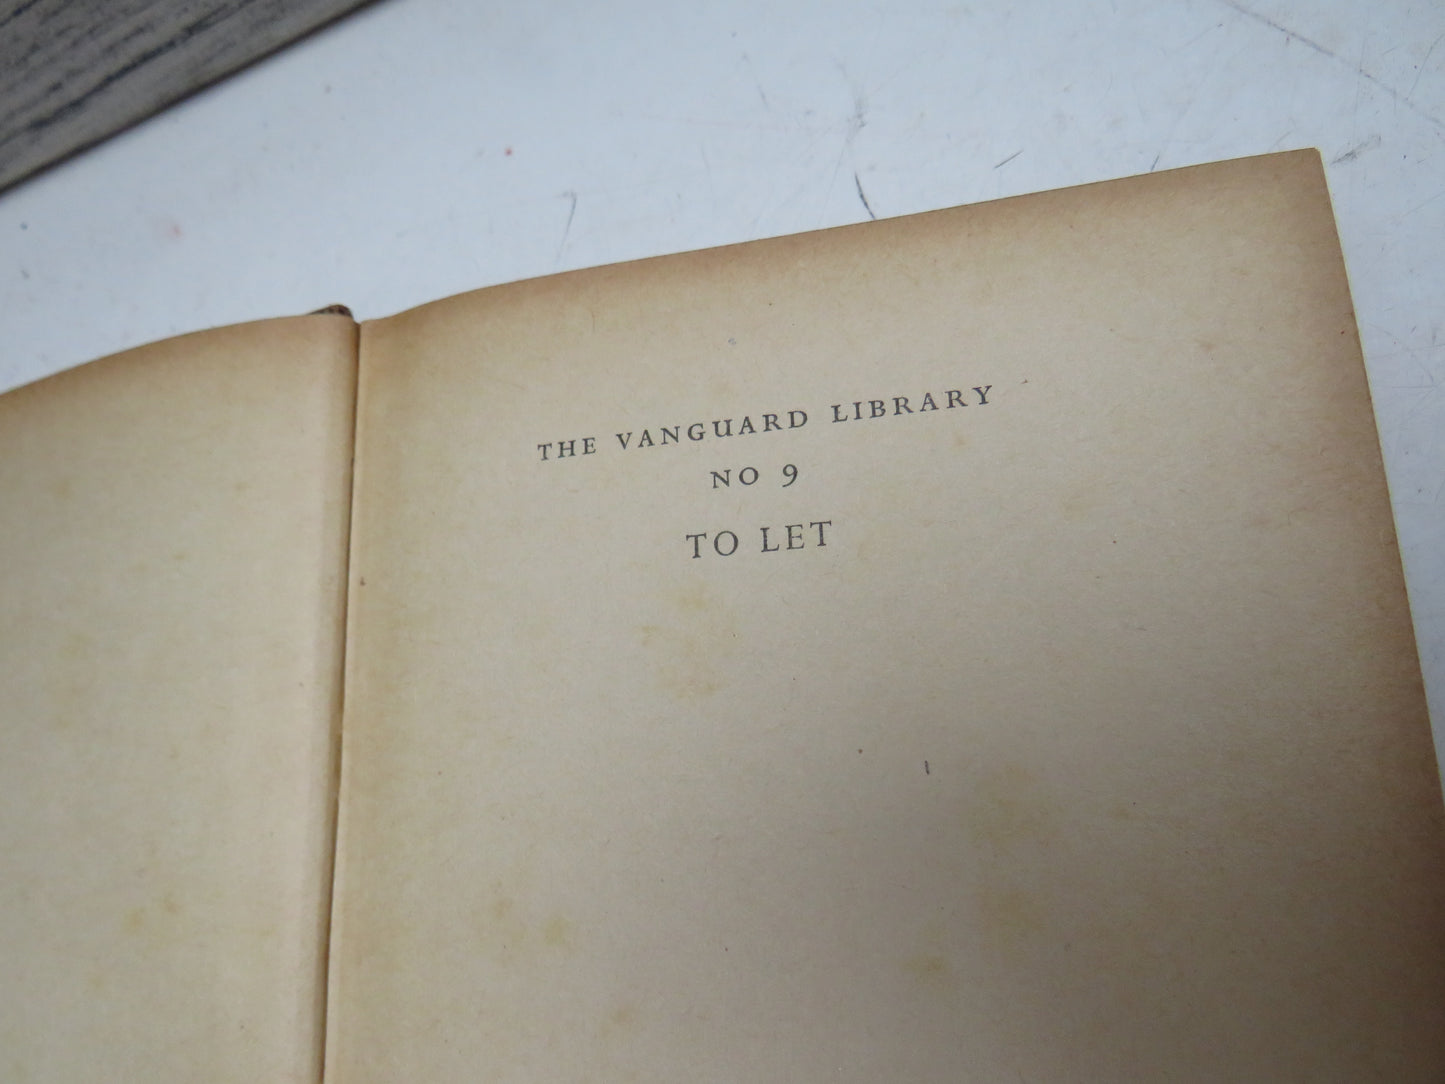 THE VANGUARD LIBRARY
NO 9
TO LET